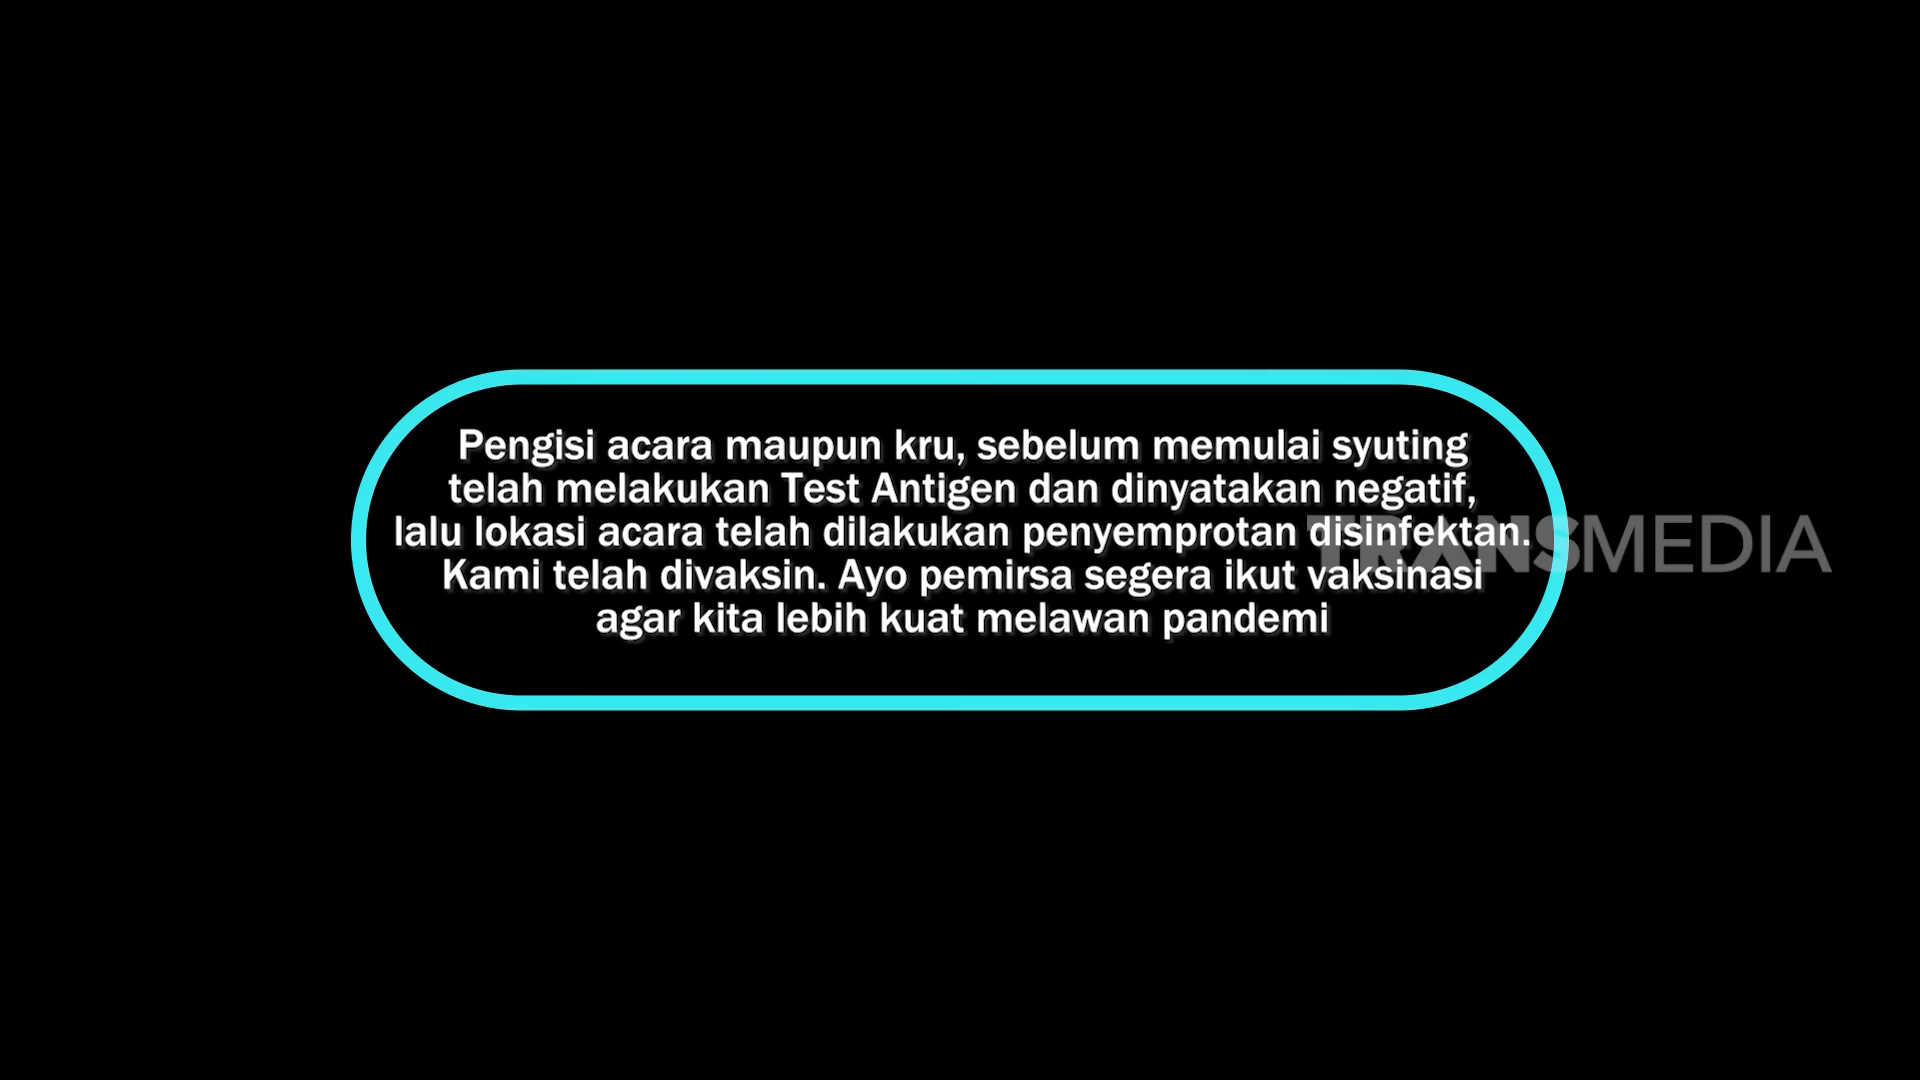 Pengisi acara maupun kru, sebelum memulai syuting
telah melakukan Test Antigen dan dinyatakan negatif,
lalu lokasi acara telah dilakukan penyemprotan disinfektan.
TRANSMEDIA
Kami telah divaksin. Ayo pemirsa segera ikut vaksinasi
agar kita lebih kuat melawan pandemi